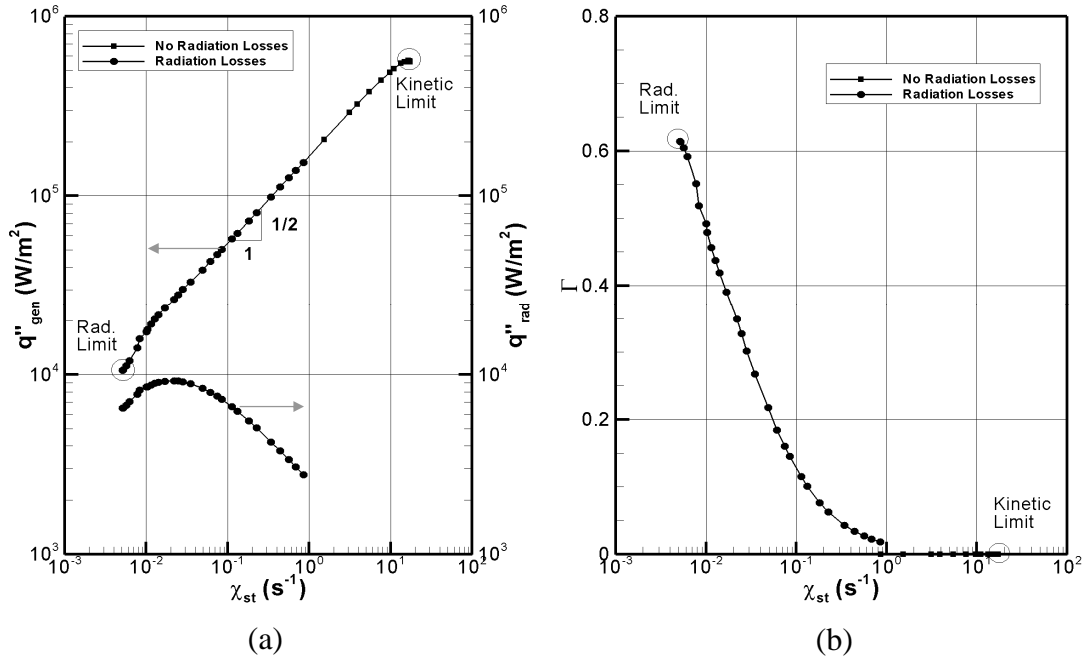 10⁶
10⁵
10⁴
10³
q"gen (W/m²)
No Radiation Losses
Radiation Losses
Kinetic
Limit
1/2
1
Rad.
Limit
10⁶
10⁵
10⁴
10³
q"rad (W/m²)
10⁻³ 10⁻² 10⁻¹ 10⁰ 10¹ 10²
χst (s⁻¹)
(a)
0.8
0.6
0.4
0.2
0
Γ
Rad.
Limit
No Radiation Losses
Radiation Losses
Kinetic
Limit
10⁻³ 10⁻² 10⁻¹ 10⁰ 10¹ 10²
χst (s⁻¹)
(b)